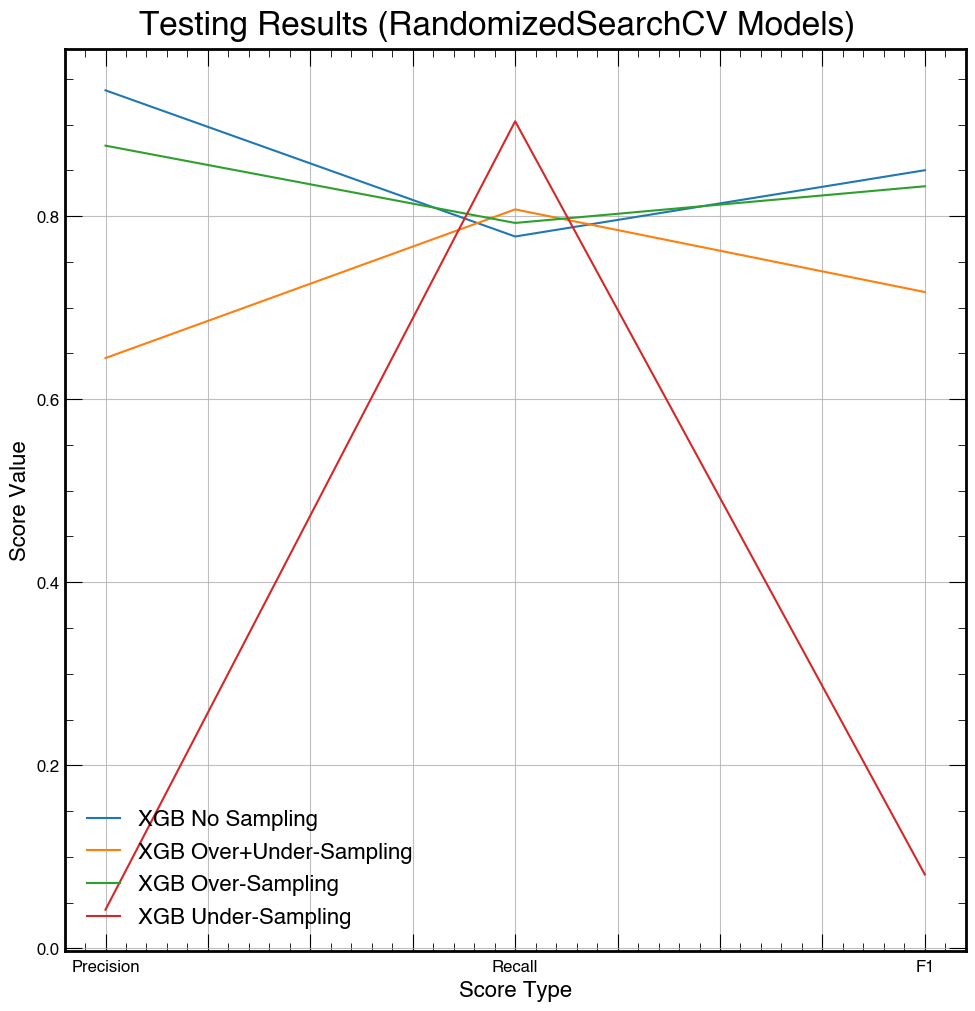 Testing Results (RandomizedSearchCV Models)
Score Value
0.8
0.6
0.4
0.2
0.0
XGB No Sampling
XGB Over+Under-Sampling
XGB Over-Sampling
XGB Under-Sampling
Precision Recall F1
Score Type